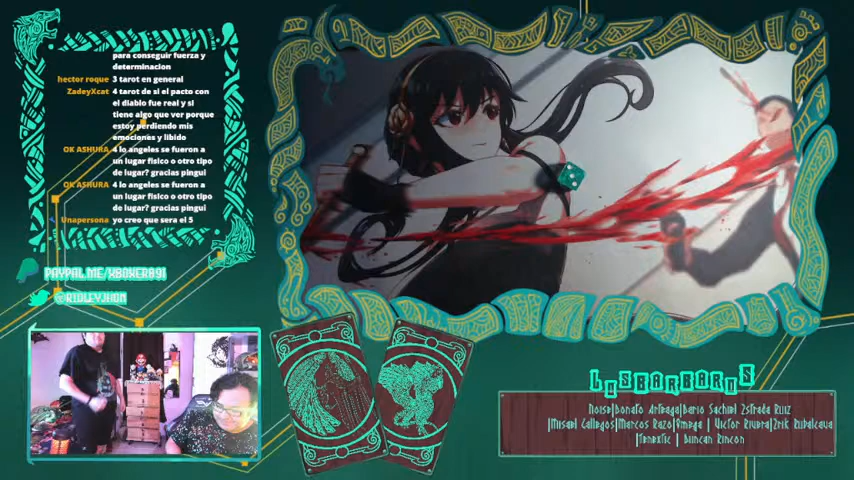 para conseguir fuerza y
determinacion
hector roque 3 tarot en general
ZadeyXcat 4 tarot de si el pacto con
el diablo fue real y si
tiene algo que ver porque
estoy perdiendo mis
emociones y libido
OK ASHURA 4 lo angeles se fueron a
un lugar fisico o otro tipo
de lugar? gracias pingui
OK ASHURA 4 lo angeles se fueron a
un lugar fisico o otro tipo
de lugar? gracias pingui
Unapersona yo creo que sera el 5
PAYPAL.ME/XBOXER091
@RIDLEYJHON
LOSBARBAROS
Noise|Donato Arteaga|Dario Sachiel Estrada Ruiz
|Misael Gallegos|Marcos Razo|Omega | Victor Rivera|Erik Rubalcava
| Duncan Rincon